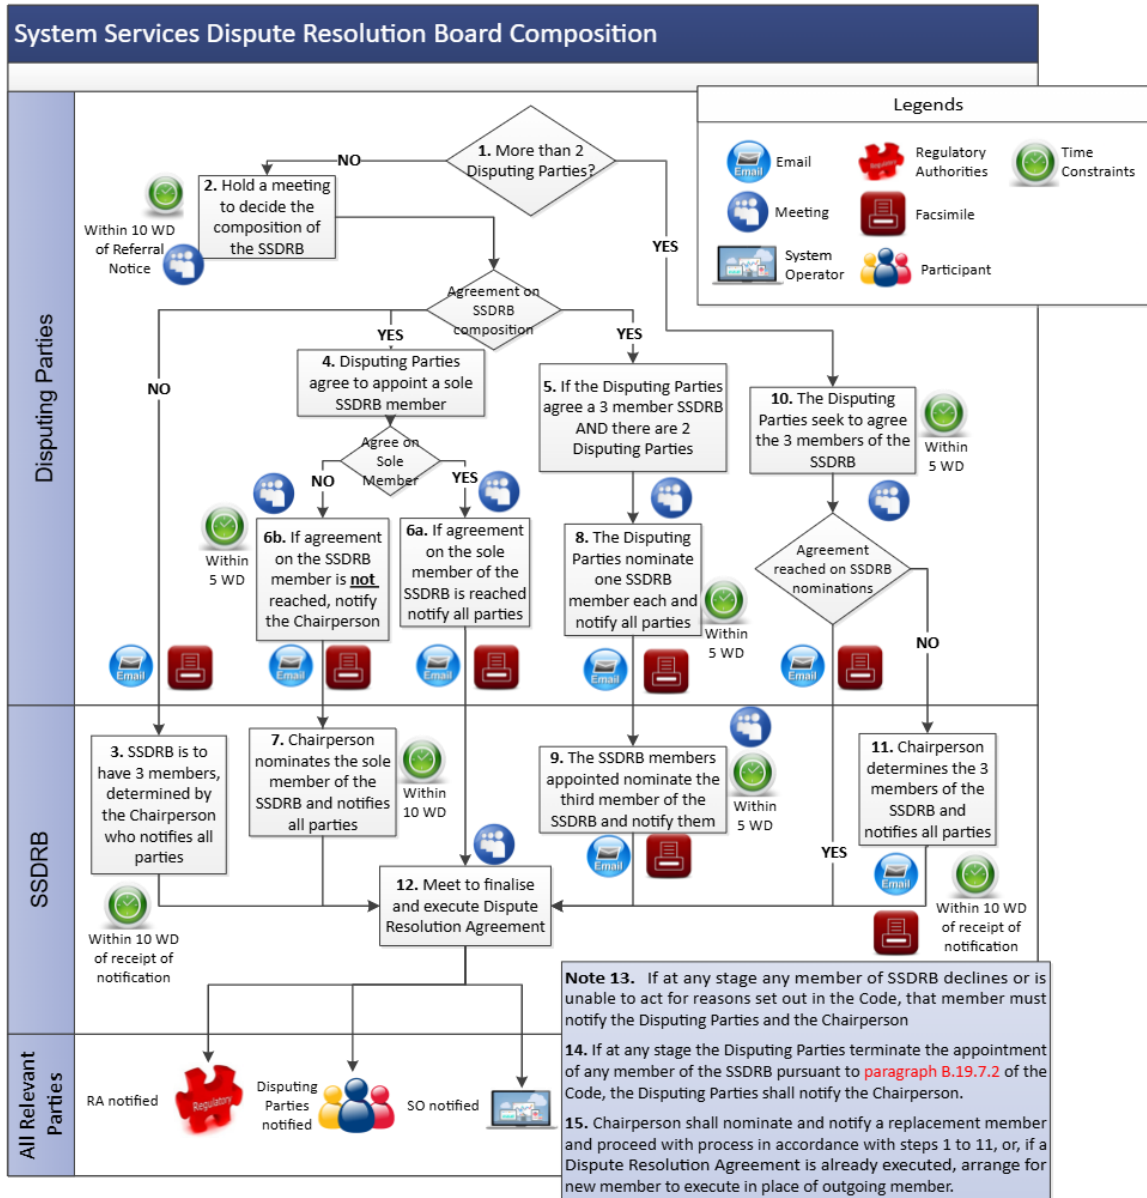 System Services Dispute Resolution Board Composition
Legends
Email
Email
Regulatory
Regulatory
Authorities
Time
Constraints
Meeting
Facsimile
System
Operator
Participant
Disputing Parties
1. More than 2
Disputing Parties?
NO
YES
2. Hold a meeting
to decide the
composition of
the SSDRB
Within 10 WD
of Referral
Notice
Agreement on
SSDRB
composition
NO
YES
YES
4. Disputing Parties
agree to appoint a sole
SSDRB member
5. If the Disputing Parties
agree a 3 member SSDRB
AND there are 2
Disputing Parties
10. The Disputing
Parties seek to agree
the 3 members of the
SSDRB
Within
5 WD
Agree on
Sole
Member
NO
YES
Within
5 WD
6b. If agreement
on the SSDRB
member is not
reached, notify
the Chairperson
6a. If agreement
on the sole
member of the
SSDRB is reached
notify all parties
8. The Disputing
Parties nominate
one SSDRB
member each and
notify all parties
Within
5 WD
Agreement
reached on SSDRB
nominations
NO
YES
Email
Email
Email
Email
Email
SSDRB
3. SSDRB is to
have 3 members,
determined by
the Chairperson
who notifies all
parties
Within 10 WD
of receipt of
notification
7. Chairperson
nominates the sole
member of the
SSDRB and notifies
all parties
Within
10 WD
9. The SSDRB members
appointed nominate the
third member of the
SSDRB and notify them
Within
5 WD
Email
11. Chairperson
determines the 3
members of the
SSDRB and
notifies all parties
Email
Within 10 WD
of receipt of
notification
12. Meet to finalise
and execute Dispute
Resolution Agreement
Note 13. If at any stage any member of SSDRB declines or is
unable to act for reasons set out in the Code, that member must
notify the Disputing Parties and the Chairperson
14. If at any stage the Disputing Parties terminate the appointment
of any member of the SSDRB pursuant to paragraph B.19.7.2 of
the Code, the Disputing Parties shall notify the Chairperson.
15. Chairperson shall nominate and notify a replacement member
and proceed with process in accordance with steps 1 to 11, or, if a
Dispute Resolution Agreement is already executed, arrange for
new member to execute in place of outgoing member.
All Relevant
Parties
RA notified
Regulatory
Disputing
Parties
notified
SO notified